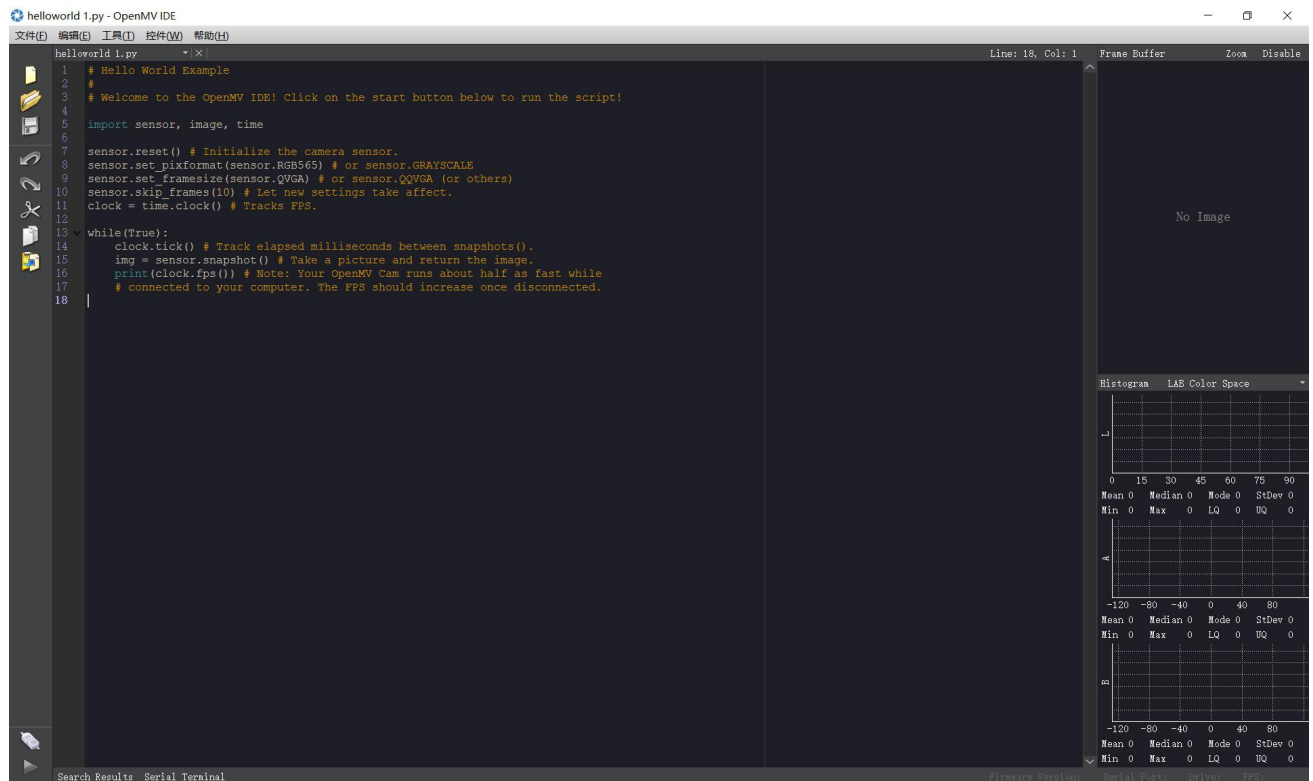 helloworld 1.py - OpenMV IDE
文件(F) 编辑(E) 工具(T) 控件(W) 帮助(H)
helloworld 1.py
Line: 18, Col: 1
Frame Buffer Zoom Disable
1 # Hello World Example
2 #
3 # Welcome to the OpenMV IDE! Click on the start button below to run the script!
4
5 import sensor, image, time
6
7 sensor.reset() # Initialize the camera sensor.
8 sensor.set_pixformat(sensor.RGB565) # or sensor.GRAYSCALE
9 sensor.set_framesize(sensor.QVGA) # or sensor.QQVGA (or others)
10 sensor.skip_frames(10) # Let new settings take affect.
11 clock = time.clock() # Tracks FPS.
12
13 while(True):
14 clock.tick() # Track elapsed milliseconds between snapshots().
15 img = sensor.snapshot() # Take a picture and return the image.
16 print(clock.fps()) # Note: Your OpenMV Cam runs about half as fast while
17 # connected to your computer. The FPS should increase once disconnected.
18
No Image
Histogram LAB Color Space
L
0 15 30 45 60 75 90
Mean 0 Median 0 Mode 0 StDev 0
Min 0 Max 0 LQ 0 UQ 0
A
-120 -80 -40 0 40 80
Mean 0 Median 0 Mode 0 StDev 0
Min 0 Max 0 LQ 0 UQ 0
B
-120 -80 -40 0 40 80
Mean 0 Median 0 Mode 0 StDev 0
Min 0 Max 0 LQ 0 UQ 0
Search Results Serial Terminal
Firmware Version: Serial Port: Drive: FPS: